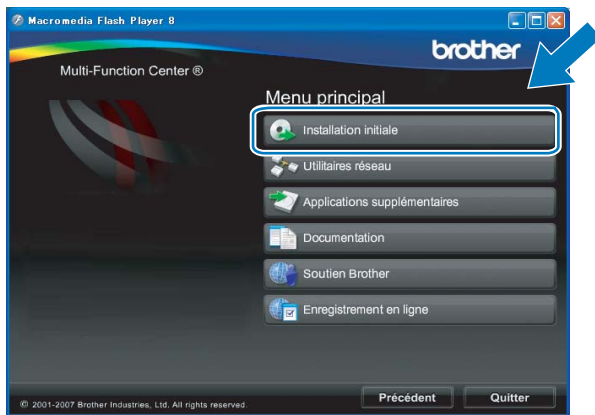 Macromedia Flash Player 8
brother
Multi-Function Center ®
Menu principal
Installation initiale
Utilitaires réseau
Applications supplémentaires
Documentation
Soutien Brother
Enregistrement en ligne
© 2001-2007 Brother Industries, Ltd. All rights reserved.
Précédent
Quitter